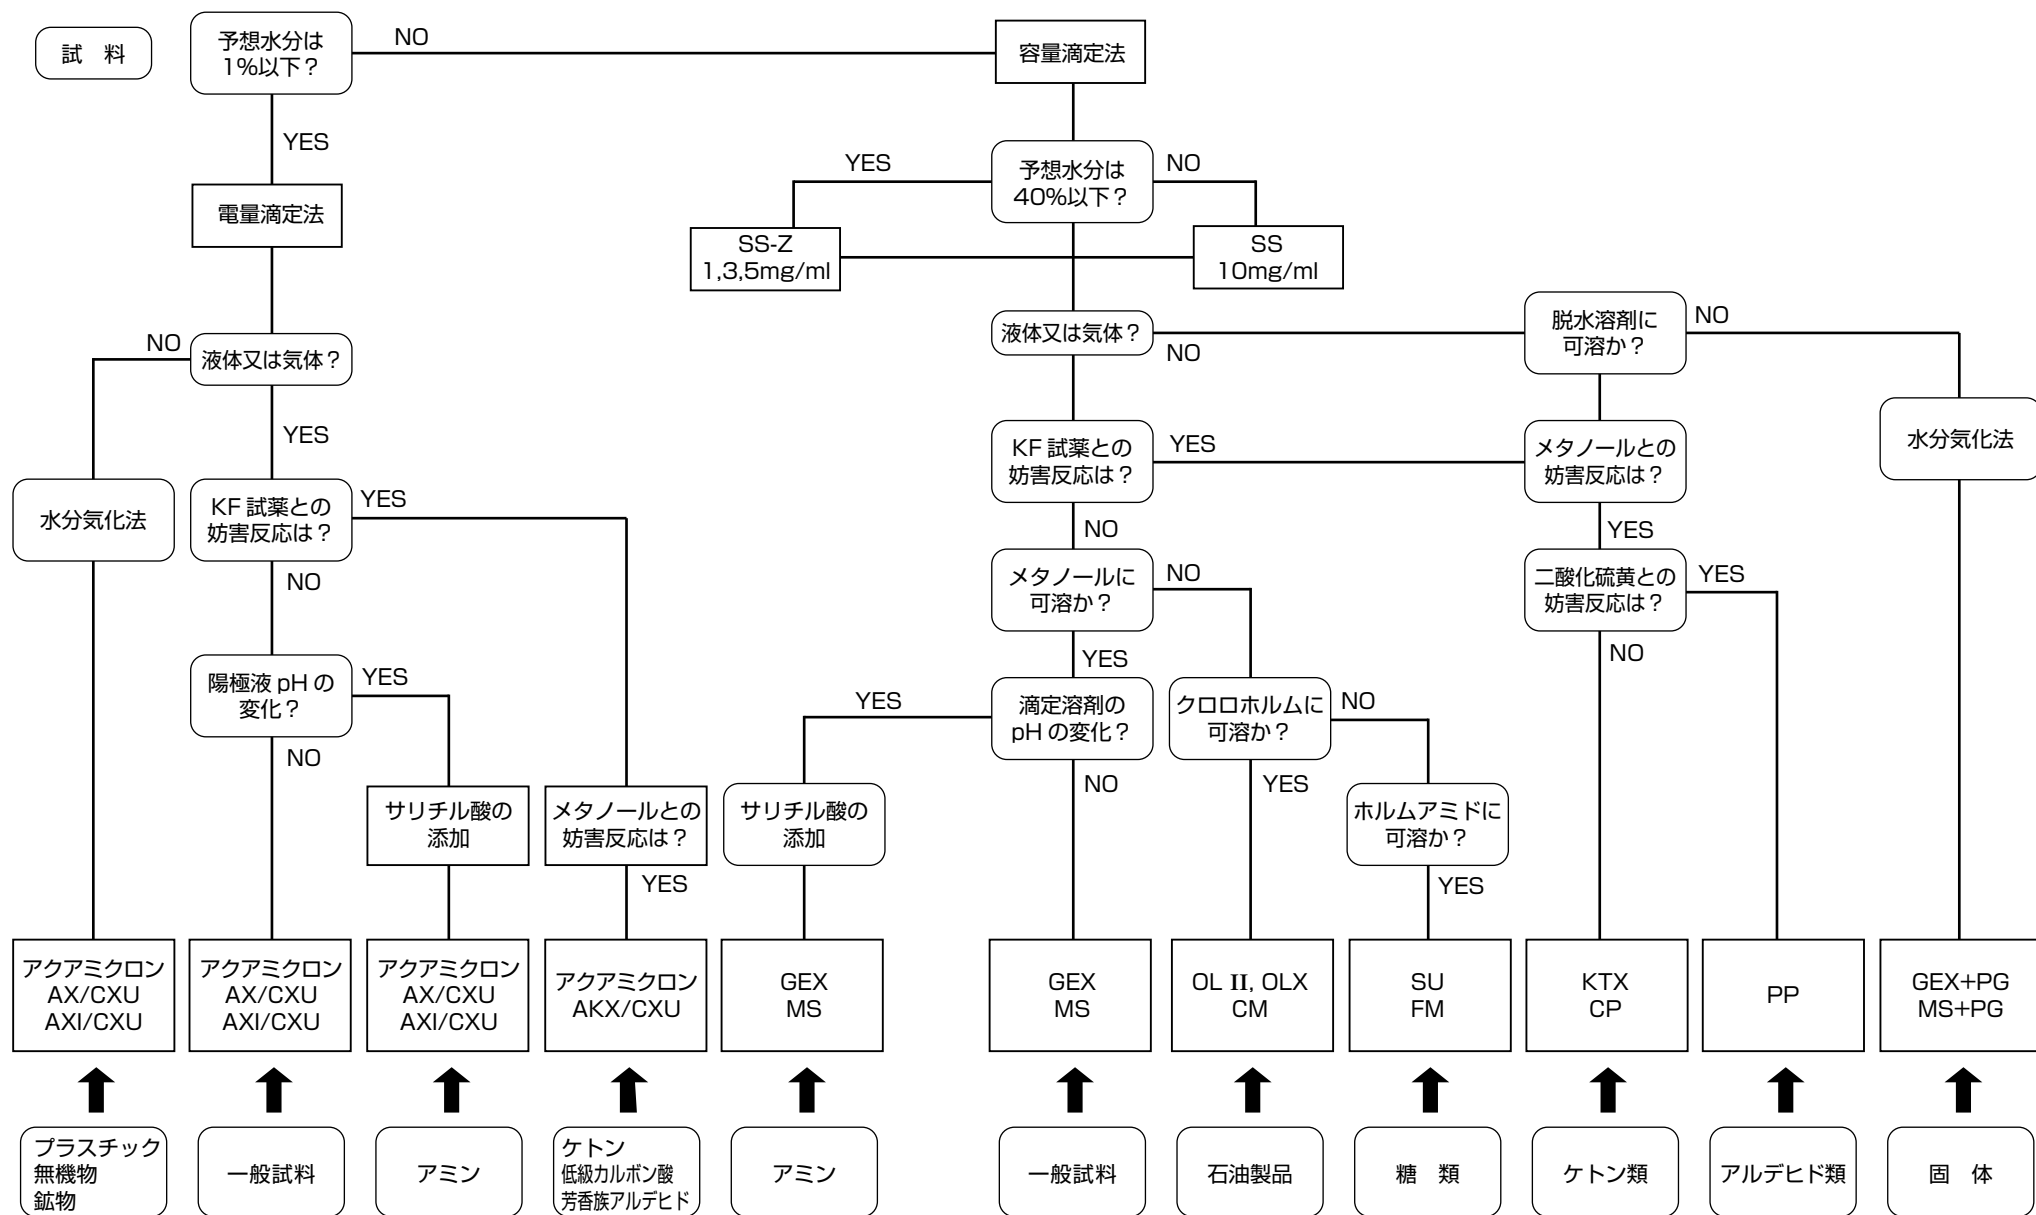 試　料
予想水分は
1%以下？
NO
容量滴定法
YES
電量滴定法
YES
予想水分は
40%以下？
NO
SS-Z
1,3,5mg/ml
SS
10mg/ml
NO
液体又は気体？
液体又は気体？
NO
脱水溶剤に
可溶か？
NO
YES
水分気化法
KF 試薬との
妨害反応は？
YES
NO
KF 試薬との
妨害反応は？
YES
メタノールとの
妨害反応は？
水分気化法
NO
YES
メタノールに
可溶か？
NO
二酸化硫黄との
妨害反応は？
YES
YES
NO
陽極液 pH の
変化？
YES
NO
YES
滴定溶剤の
pH の変化？
NO
クロロホルムに
可溶か？
NO
YES
サリチル酸の
添加
メタノールとの
妨害反応は？
YES
サリチル酸の
添加
ホルムアミドに
可溶か？
YES
アクアミクロン
AX/CXU
AXI/CXU
アクアミクロン
AX/CXU
AXI/CXU
アクアミクロン
AX/CXU
AXI/CXU
アクアミクロン
AKX/CXU
GEX
MS
GEX
MS
OL II, OLX
CM
SU
FM
KTX
CP
PP
GEX+PG
MS+PG
プラスチック
無機物
鉱物
一般試料
アミン
ケトン
低級カルボン酸
芳香族アルデヒド
アミン
一般試料
石油製品
糖　類
ケトン類
アルデヒド類
固　体